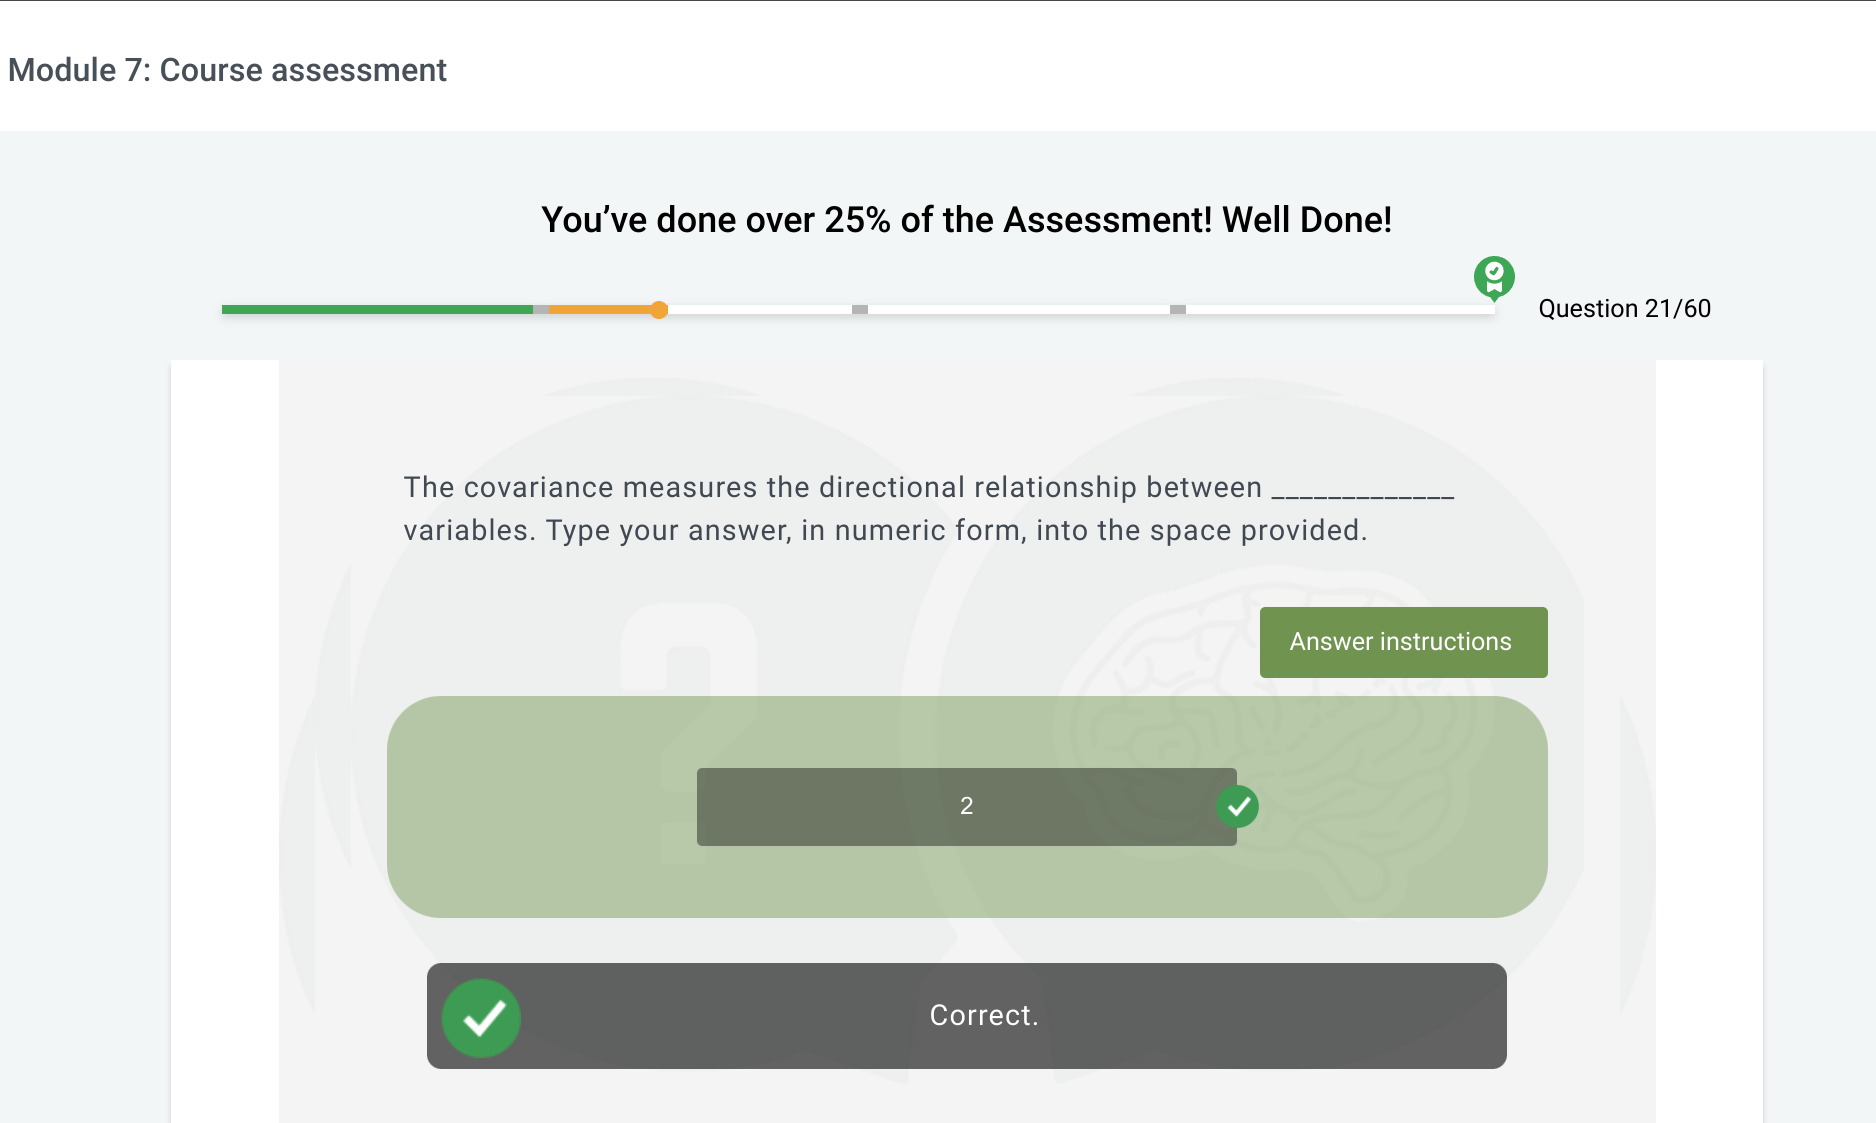 Module 7: Course assessment
You’ve done over 25% of the Assessment! Well Done!
Question 21/60
The covariance measures the directional relationship between _____________
variables. Type your answer, in numeric form, into the space provided.
Answer instructions
2
Correct.